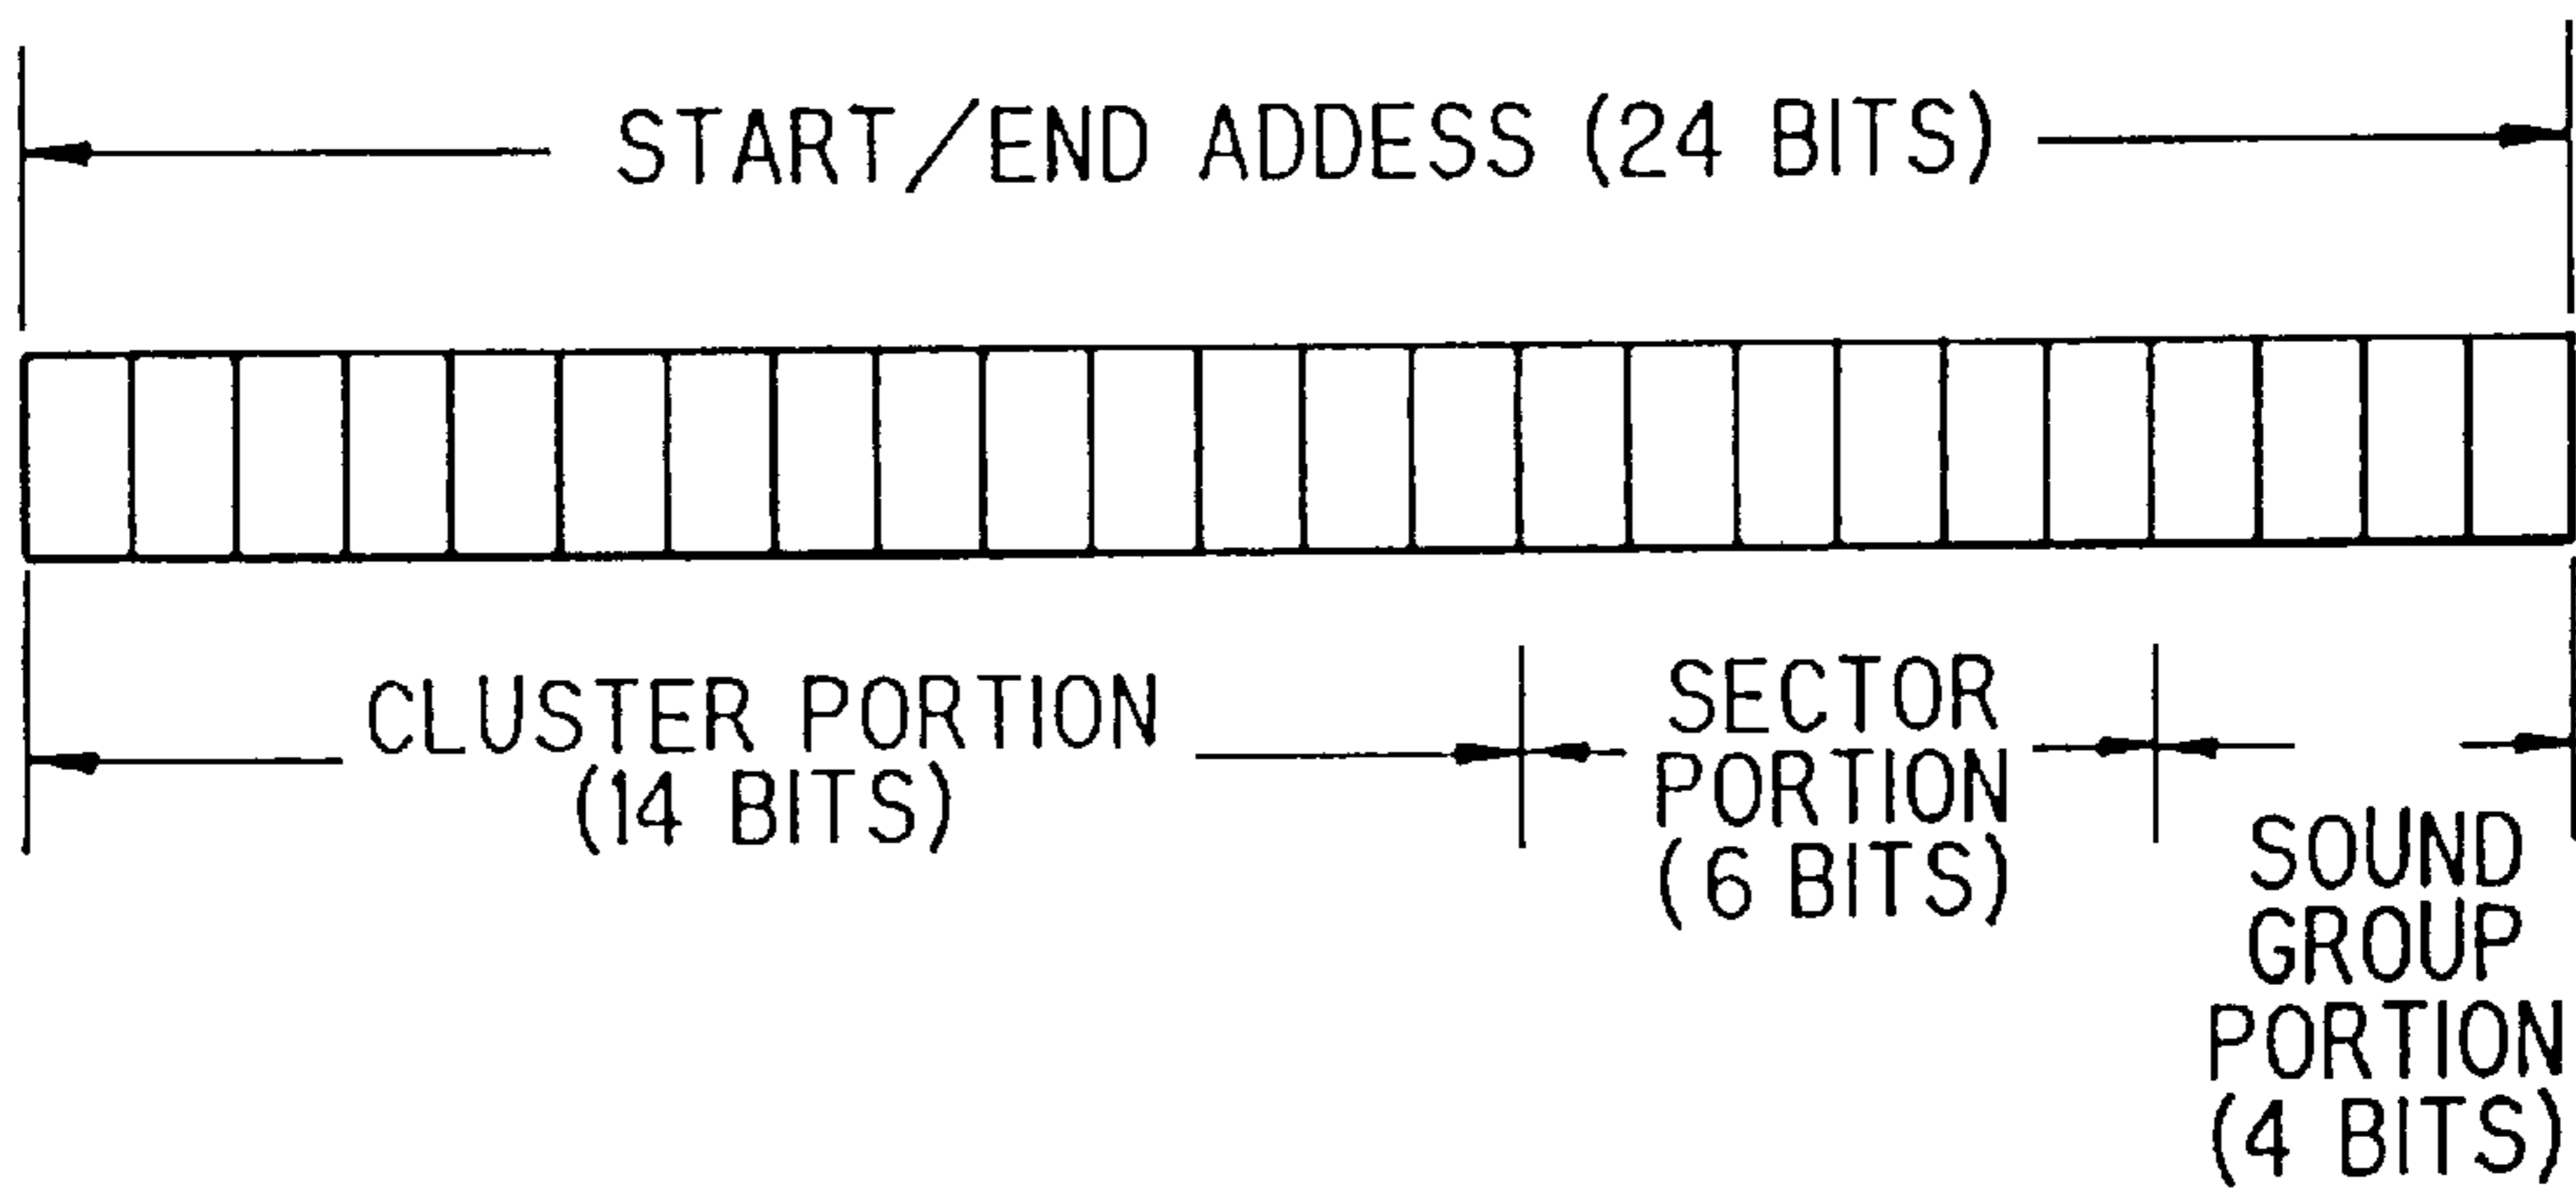 START/END ADDESS (24 BITS)
CLUSTER PORTION
(14 BITS)
SECTOR
PORTION
(6 BITS)
SOUND
GROUP
PORTION
(4 BITS)